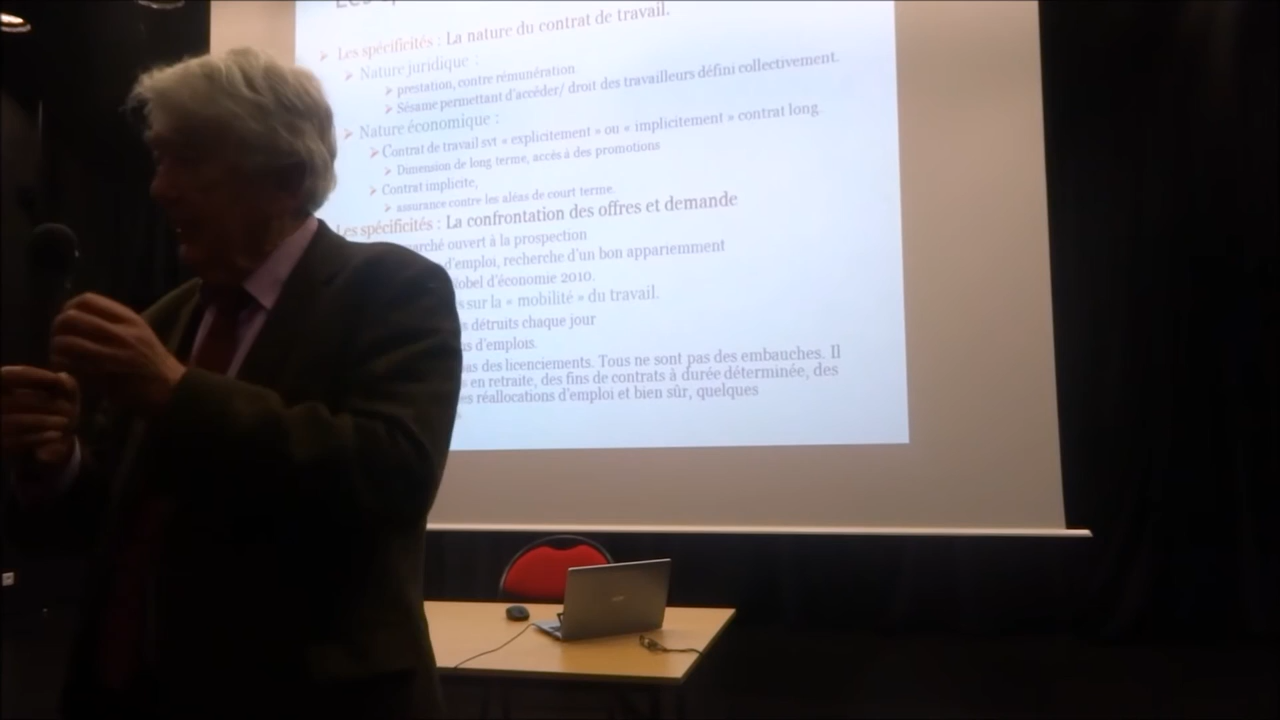 Les spécificités : La nature du contrat de travail.
Nature juridique :
prestation, contre rémunération
Sésame permettant d'accéder/ droit des travailleurs défini collectivement.
Nature économique :
Contrat de travail svt « explicitement » ou « implicitement » contrat long.
Dimension de long terme, accès à des promotions
Contrat implicite,
assurance contre les aléas de court terme.
Les spécificités : La confrontation des offres et demande
marché ouvert à la prospection
d'emploi, recherche d'un bon appariemment
Nobel d'économie 2010.
s sur la « mobilité » du travail.
détruits chaque jour
s d'emplois.
pas des licenciements. Tous ne sont pas des embauches. Il
en retraite, des fins de contrats à durée déterminée, des
es réallocations d'emploi et bien sûr, quelques